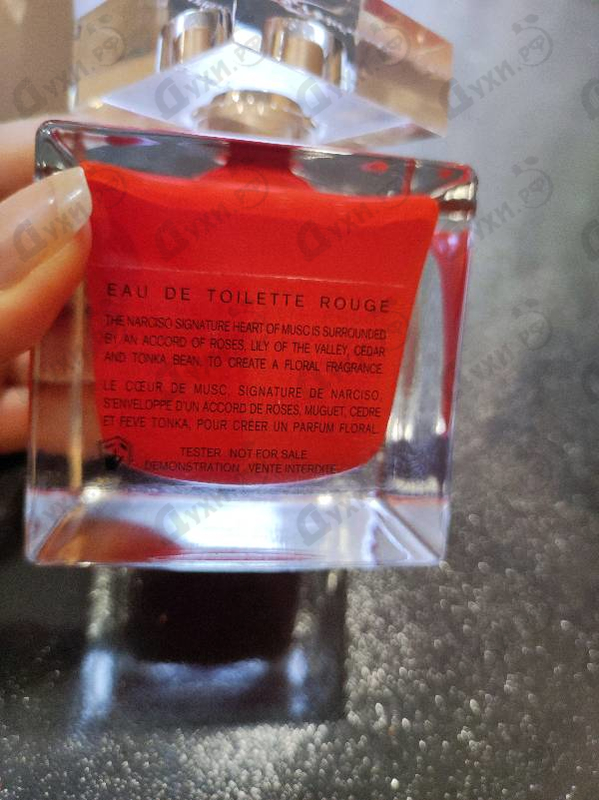 EAU DE TOILETTE ROUGE
THE NARCISO SIGNATURE HEART OF MUSC IS SURROUNDED
BY AN ACCORD OF ROSES, LILY OF THE VALLEY, CEDAR
AND TONKA BEAN, TO CREATE A FLORAL FRAGRANCE.
LE CŒUR DE MUSC, SIGNATURE DE NARCISO,
S'ENVELOPPE D'UN ACCORD DE ROSES, MUGUET, CEDRE
ET FEVE TONKA, POUR CRÉER UN PARFUM FLORAL.
TESTER . NOT FOR SALE
DEMONSTRATION . VENTE INTERDITE
Духи.РФ